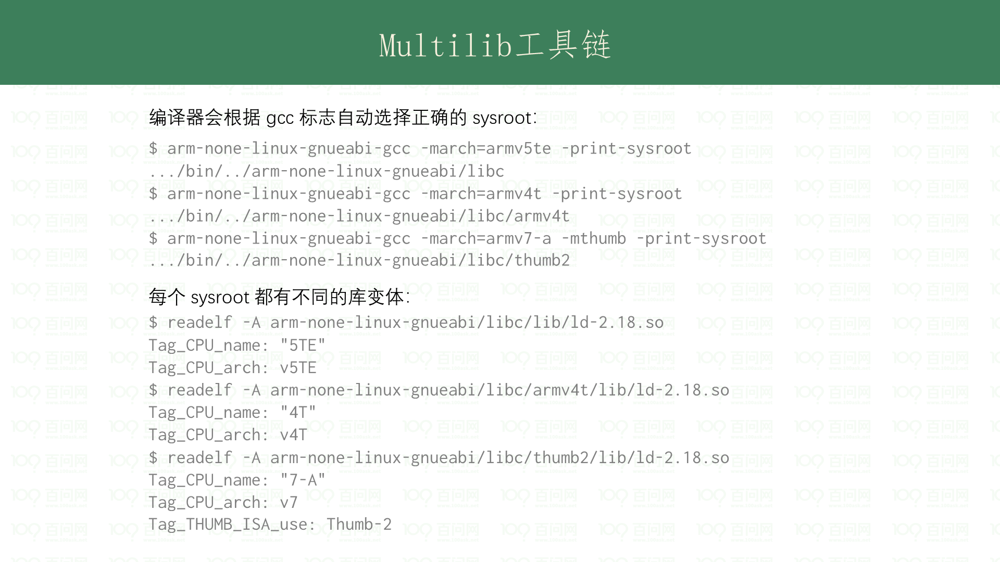 Multilib工具链
编译器会根据 gcc 标志自动选择正确的 sysroot：
$ arm-none-linux-gnueabi-gcc -march=armv5te -print-sysroot
.../bin/../arm-none-linux-gnueabi/libc
$ arm-none-linux-gnueabi-gcc -march=armv4t -print-sysroot
.../bin/../arm-none-linux-gnueabi/libc/armv4t
$ arm-none-linux-gnueabi-gcc -march=armv7-a -mthumb -print-sysroot
.../bin/../arm-none-linux-gnueabi/libc/thumb2
每个 sysroot 都有不同的库变体：
$ readelf -A arm-none-linux-gnueabi/libc/lib/ld-2.18.so
Tag_CPU_name: "5TE"
Tag_CPU_arch: v5TE
$ readelf -A arm-none-linux-gnueabi/libc/armv4t/lib/ld-2.18.so
Tag_CPU_name: "4T"
Tag_CPU_arch: v4T
$ readelf -A arm-none-linux-gnueabi/libc/thumb2/lib/ld-2.18.so
Tag_CPU_name: "7-A"
Tag_CPU_arch: v7
Tag_THUMB_ISA_use: Thumb-2
百问网
www.100ask.net